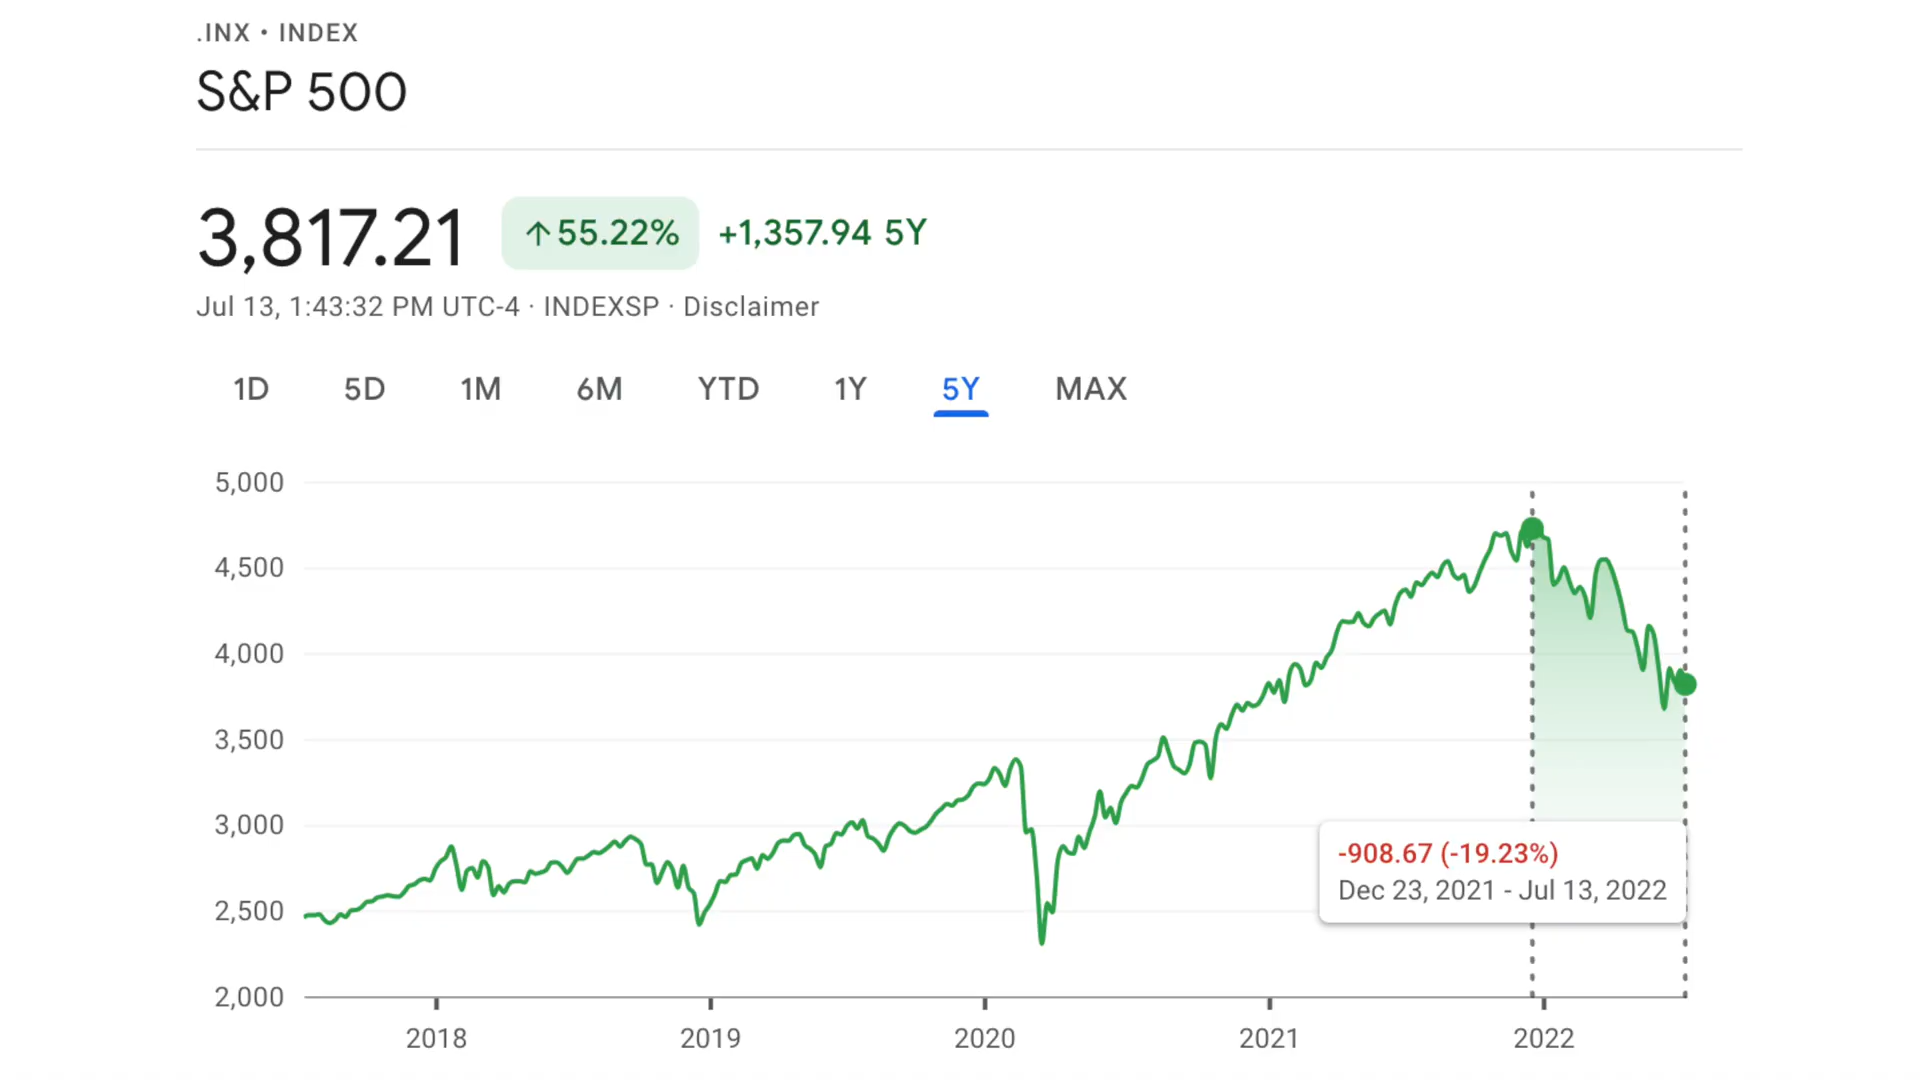 .INX • INDEX
S&P 500
3,817.21 ↑55.22% +1,357.94 5Y
Jul 13, 1:43:32 PM UTC-4 · INDEXSP · Disclaimer
1D 5D 1M 6M YTD 1Y 5Y MAX
5,000
4,500
4,000
3,500
3,000
2,500
2,000
-908.67 (-19.23%)
Dec 23, 2021 - Jul 13, 2022
2018 2019 2020 2021 2022